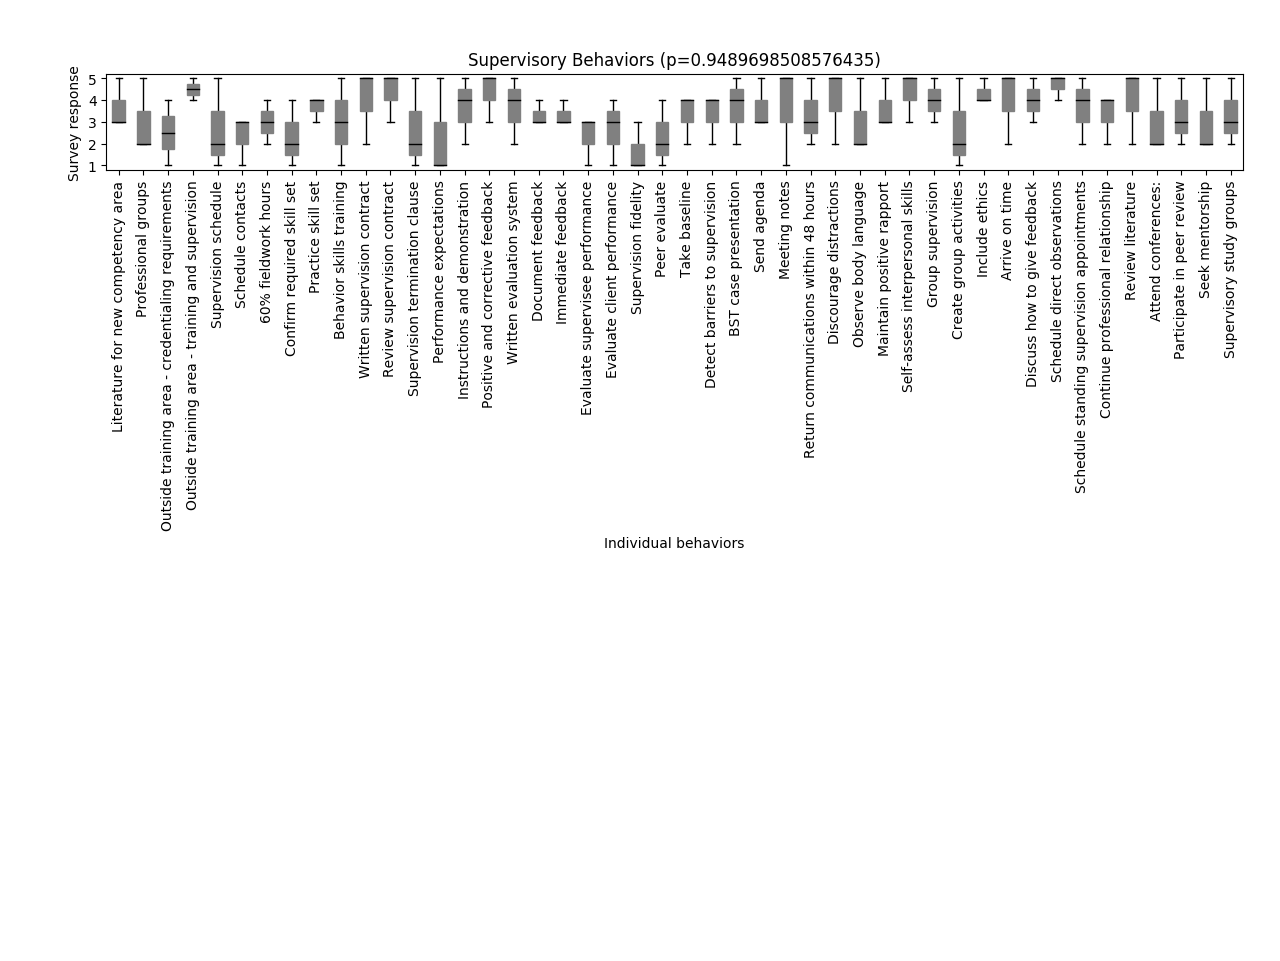 Supervisory Behaviors (p=0.9489698508576435)
Survey response
5
4
3
2
1
Literature for new competency area
Professional groups
Outside training area - credentialing requirements
Outside training area - training and supervision
Supervision schedule
Schedule contacts
60% fieldwork hours
Confirm required skill set
Practice skill set
Behavior skills training
Written supervision contract
Review supervision contract
Supervision termination clause
Performance expectations
Instructions and demonstration
Positive and corrective feedback
Written evaluation system
Document feedback
Immediate feedback
Evaluate supervisee performance
Evaluate client performance
Supervision fidelity
Peer evaluate
Take baseline
Detect barriers to supervision
BST case presentation
Send agenda
Meeting notes
Return communications within 48 hours
Discourage distractions
Observe body language
Maintain positive rapport
Self-assess interpersonal skills
Group supervision
Create group activities
Include ethics
Arrive on time
Discuss how to give feedback
Schedule direct observations
Schedule standing supervision appointments
Continue professional relationship
Review literature
Attend conferences:
Participate in peer review
Seek mentorship
Supervisory study groups
Individual behaviors